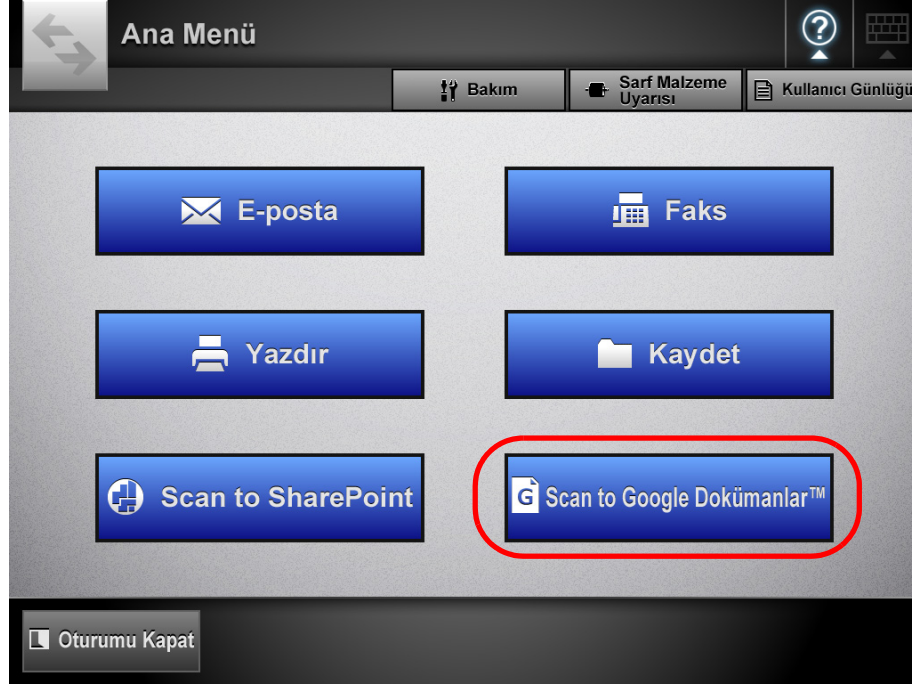 Ana Menü
?
Bakım
Sarf Malzeme
Uyarısı
Kullanıcı Günlüğü
E-posta
Faks
Yazdır
Kaydet
Scan to SharePoint
G Scan to Google Dokümanlar™
Oturumu Kapat